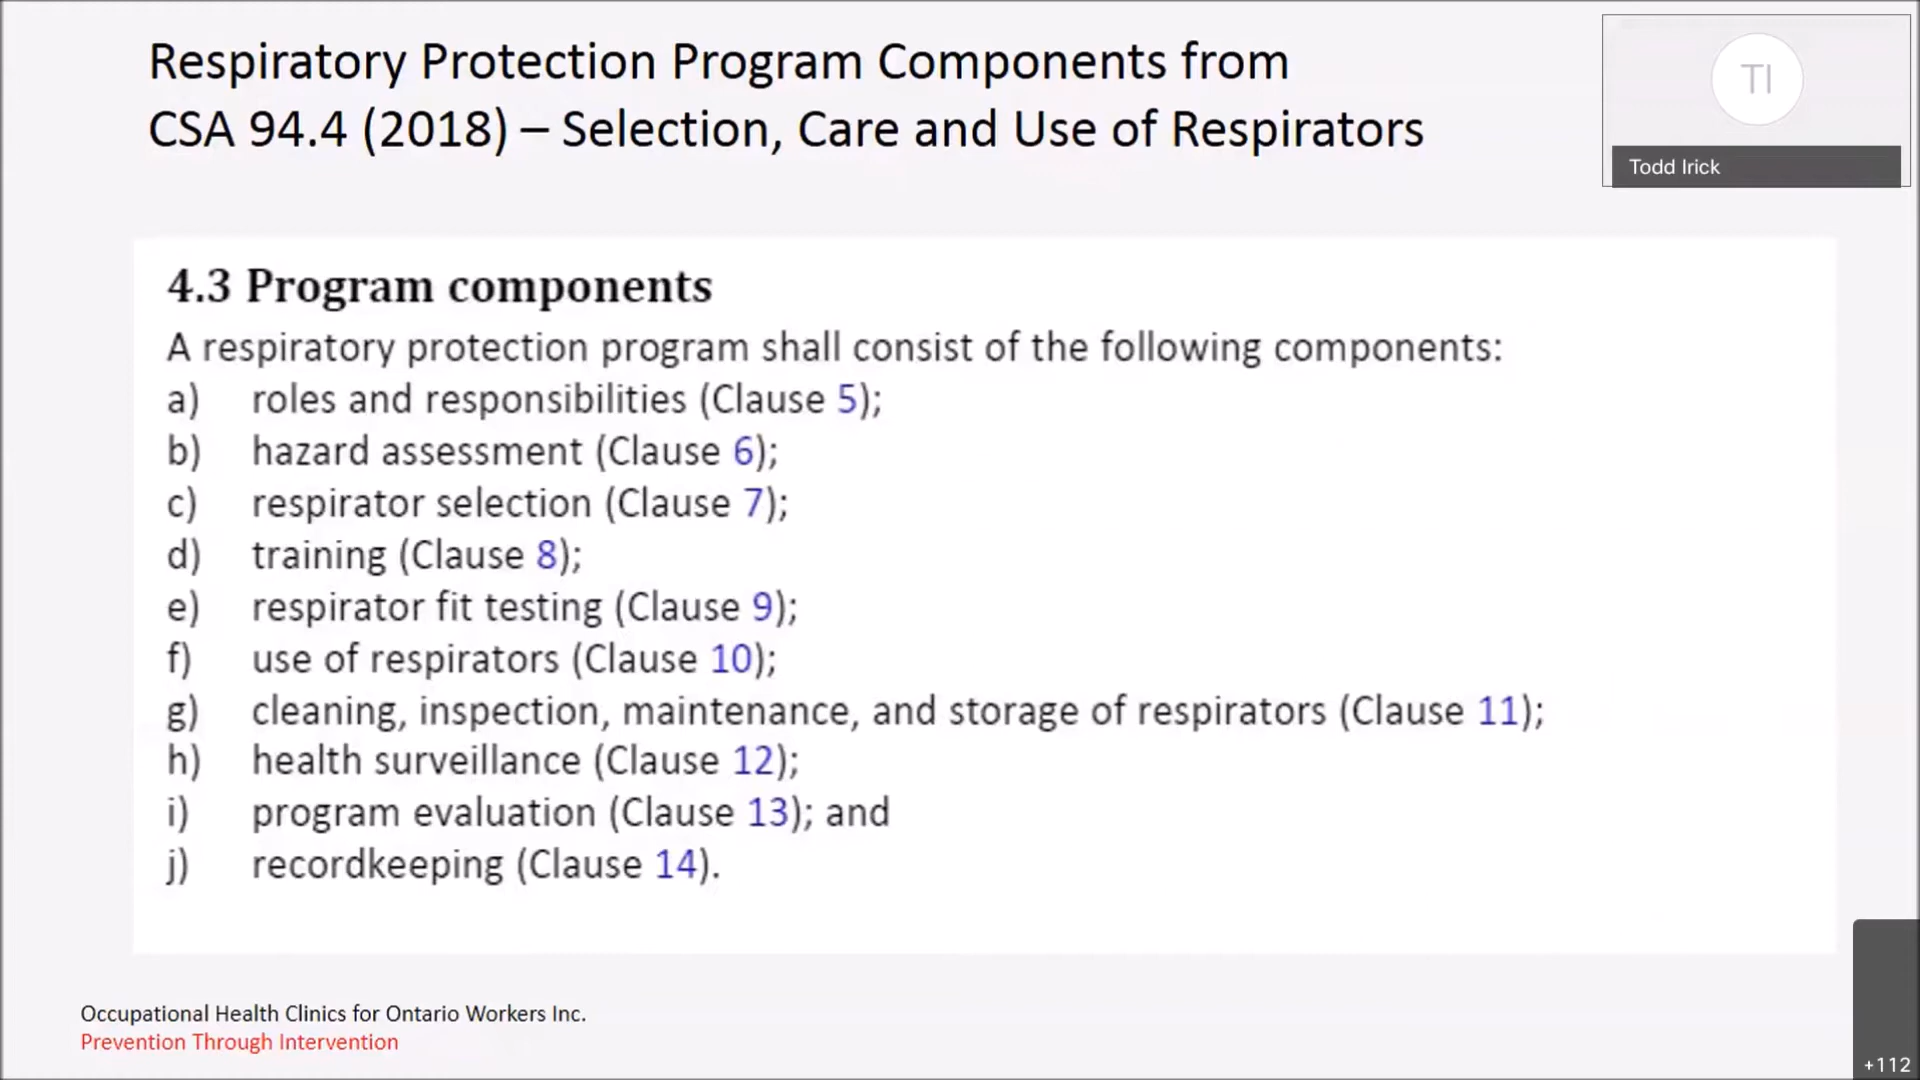 Respiratory Protection Program Components from
CSA 94.4 (2018) – Selection, Care and Use of Respirators
TI
Todd Irick
4.3 Program components
A respiratory protection program shall consist of the following components:
a) roles and responsibilities (Clause 5);
b) hazard assessment (Clause 6);
c) respirator selection (Clause 7);
d) training (Clause 8);
e) respirator fit testing (Clause 9);
f) use of respirators (Clause 10);
g) cleaning, inspection, maintenance, and storage of respirators (Clause 11);
h) health surveillance (Clause 12);
i) program evaluation (Clause 13); and
j) recordkeeping (Clause 14).
Occupational Health Clinics for Ontario Workers Inc.
Prevention Through Intervention
+112